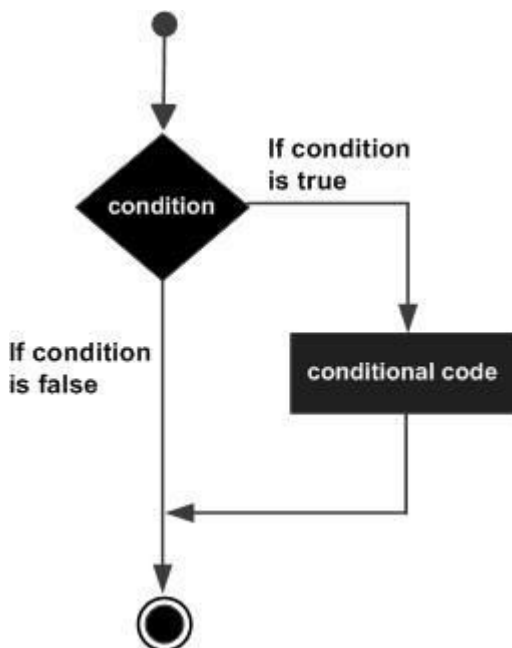 If condition
is true
condition
If condition
is false
conditional code